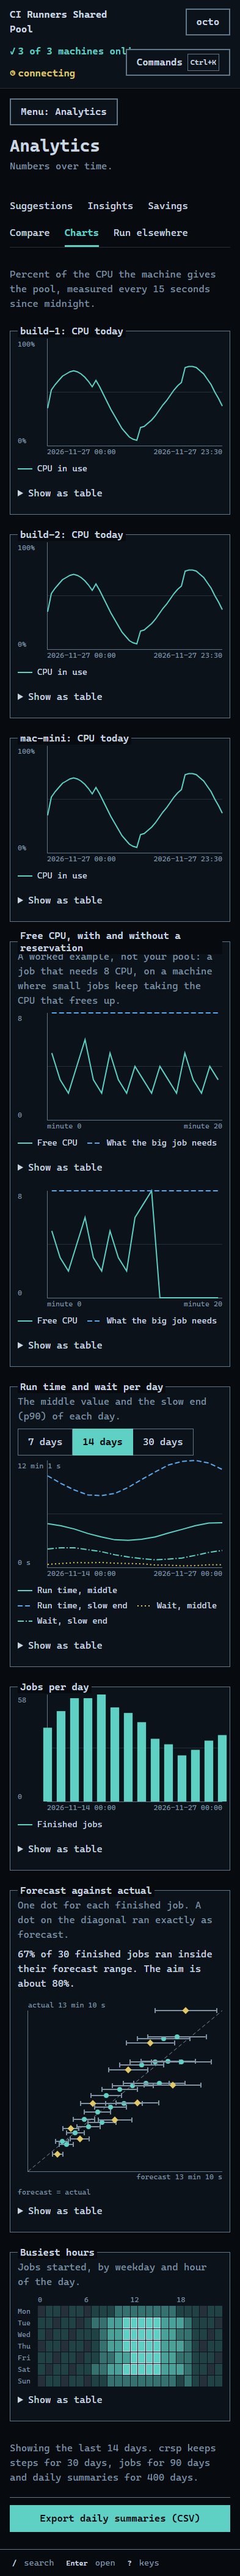 CI Runners Shared
Pool
octo
✓ 3 of 3 machines
Commands Ctrl+K
connecting
Menu: Analytics
Analytics
Numbers over time.
Suggestions Insights Savings
Compare Charts Run elsewhere
Percent of the CPU the machine gives
the pool, measured every 15 seconds
since midnight.
build-1: CPU today
100%
0%
2026-11-27 00:00 2026-11-27 23:30
CPU in use
▶ Show as table
build-2: CPU today
100%
0%
2026-11-27 00:00 2026-11-27 23:30
CPU in use
▶ Show as table
mac-mini: CPU today
100%
0%
2026-11-27 00:00 2026-11-27 23:30
CPU in use
▶ Show as table
Free CPU, with and without a
reservation
A worked example, not your pool: a
job that needs 8 CPU, on a machine
where small jobs keep taking the
CPU that frees up.
8
0
minute 0 minute 20
Free CPU What the big job needs
▶ Show as table
8
0
minute 0 minute 20
Free CPU What the big job needs
▶ Show as table
Run time and wait per day
The middle value and the slow end
(p90) of each day.
7 days 14 days 30 days
12 min 1 s
0 s
2026-11-14 00:00 2026-11-27 00:00
Run time, middle
Run time, slow end Wait, middle
Wait, slow end
▶ Show as table
Jobs per day
58
0
2026-11-14 00:00 2026-11-27 00:00
Finished jobs
▶ Show as table
Forecast against actual
One dot for each finished job. A
dot on the diagonal ran exactly as
forecast.
67% of 30 finished jobs ran inside
their forecast range. The aim is
about 80%.
actual 13 min 10 s
forecast 13 min 10 s
forecast = actual
▶ Show as table
Busiest hours
Jobs started, by weekday and hour
of the day.
0 6 12 18
Mon
Tue
Wed
Thu
Fri
Sat
Sun
▶ Show as table
Showing the last 14 days. crsp keeps
steps for 30 days, jobs for 90 days
and daily summaries for 400 days.
Export daily summaries (CSV)
/ search Enter open ? keys